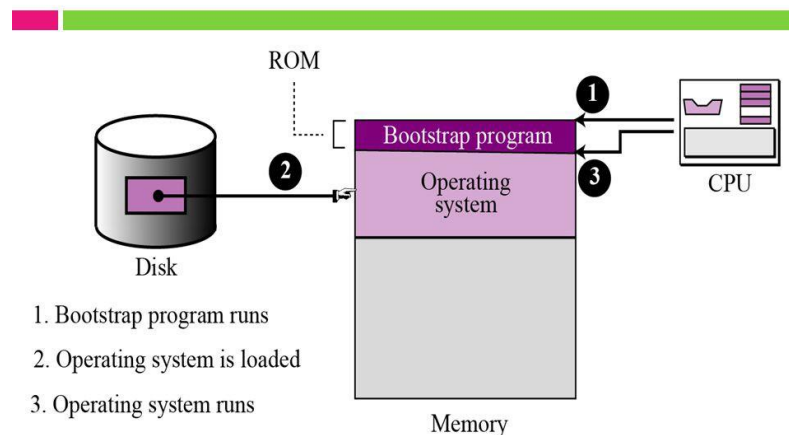 ROM
1
Bootstrap program
2
Operating
system
3
CPU
Disk
1. Bootstrap program runs
2. Operating system is loaded
3. Operating system runs
Memory